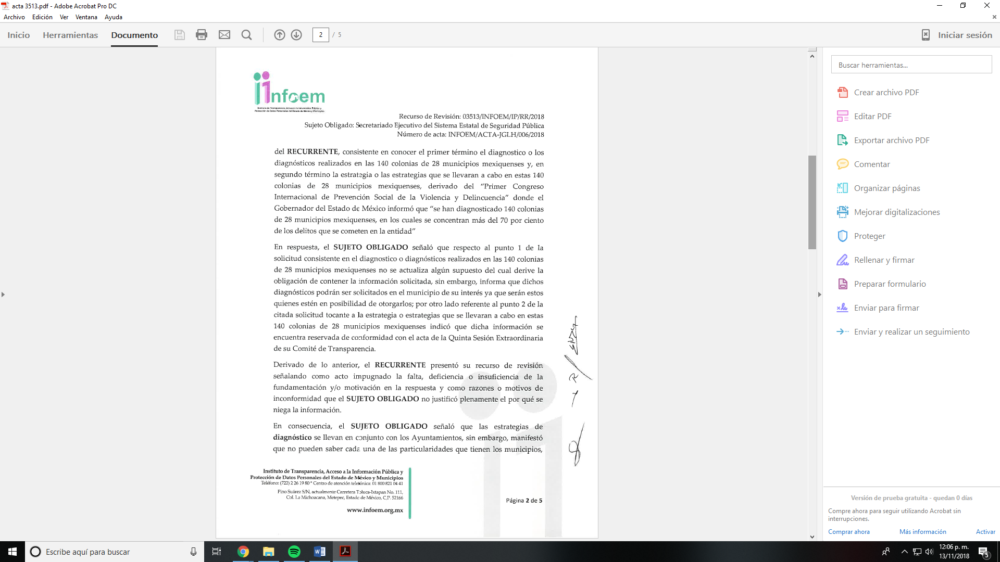 acta 3513.pdf - Adobe Acrobat Pro DC
Archivo Edición Ver Ventana Ayuda
Inicio Herramientas Documento 2 / 5 Iniciar sesión
infoem
Instituto de Transparencia, Acceso a la Información Pública y
Protección de Datos Personales del Estado de México y Municipios
Recurso de Revisión: 03513/INFOEM/IP/RR/2018
Sujeto Obligado: Secretariado Ejecutivo del Sistema Estatal de Seguridad Pública
Número de acta: INFOEM/ACTA-JGLH/006/2018
del RECURRENTE, consistente en conocer el primer término el diagnostico o los
diagnósticos realizados en las 140 colonias de 28 municipios mexiquenses y, en
segundo término la estrategia o las estrategias que se llevaran a cabo en estas 140
colonias de 28 municipios mexiquenses, derivado del “Primer Congreso
Internacional de Prevención Social de la Violencia y Delincuencia” donde el
Gobernador del Estado de México informó que “se han diagnosticado 140 colonias
de 28 municipios mexiquenses, en los cuales se concentran más del 70 por ciento
de los delitos que se cometen en la entidad”
En respuesta, el SUJETO OBLIGADO señaló que respecto al punto 1 de la
solicitud consistente en el diagnostico o diagnósticos realizados en las 140 colonias
de 28 municipios mexiquenses no se actualiza algún supuesto del cual derive la
obligación de contener la información solicitada, sin embargo, informa que dichos
diagnósticos podrán ser solicitados en el municipio de su interés ya que serán estos
quienes estén en posibilidad de otorgarlos; por otro lado referente al punto 2 de la
citada solicitud tocante a la estrategia o estrategias que se llevaran a cabo en estas
140 colonias de 28 municipios mexiquenses indicó que dicha información se
encuentra reservada de conformidad con el acta de la Quinta Sesión Extraordinaria
de su Comité de Transparencia.
Derivado de lo anterior, el RECURRENTE presentó su recurso de revisión
señalando como acto impugnado la falta, deficiencia o insuficiencia de la
fundamentación y/o motivación en la respuesta y como razones o motivos de
inconformidad que el SUJETO OBLIGADO no justificó plenamente el por qué se
niega la información.
En consecuencia, el SUJETO OBLIGADO señaló que las estrategias de
diagnóstico se llevan en conjunto con los Ayuntamientos, sin embargo, manifestó
que no pueden saber cada una de las particularidades que tienen los municipios,
Instituto de Transparencia, Acceso a la Información Pública y
Protección de Datos Personales del Estado de México y Municipios
Teléfono: (722) 2 26 19 80 * Centro de atención telefónica: 01 800 821 04 41
Pino Suárez S/N, actualmente Carretera Toluca-Ixtapan No. 111,
Col. La Michoacana, Metepec, Estado de México, C.P. 52166
www.infoem.org.mx
Página 2 de 5
Buscar herramientas...
Crear archivo PDF
Editar PDF
Exportar archivo PDF
Comentar
Organizar páginas
Mejorar digitalizaciones
Proteger
Rellenar y firmar
Preparar formulario
Enviar para firmar
Enviar y realizar un seguimiento
Versión de prueba gratuita - quedan 0 días
Compre ahora para seguir utilizando Acrobat sin
interrupciones.
Comprar ahora Más información Activar
Escribe aquí para buscar
12:06 p. m.
13/11/2018
5